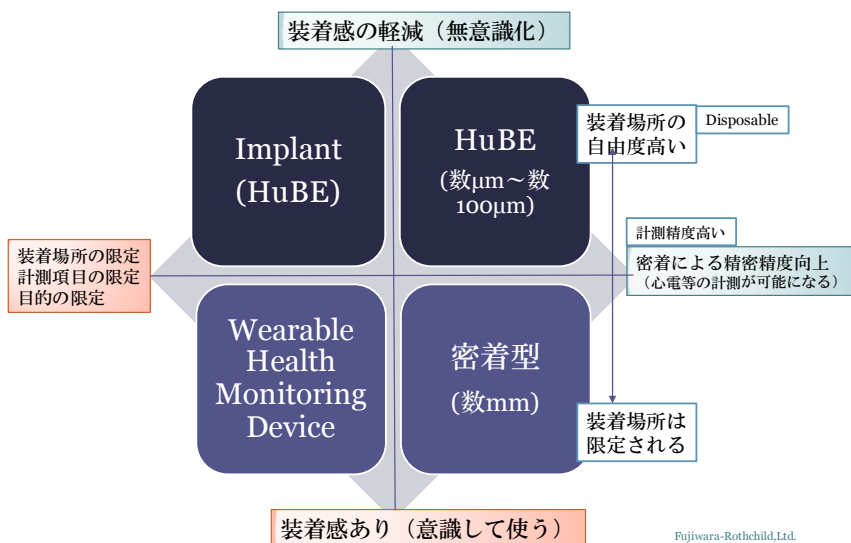 装着感の軽減（無意識化）
Implant
(HuBE)
HuBE
(数μm～数
100μm)
装着場所の
自由度高い
Disposable
装着場所の限定
計測項目の限定
目的の限定
計測精度高い
密着による精密精度向上
（心電等の計測が可能になる）
Wearable
Health
Monitoring
Device
密着型
(数mm)
装着場所は
限定される
装着感あり（意識して使う）
Fujiwara-Rothchild,Ltd.